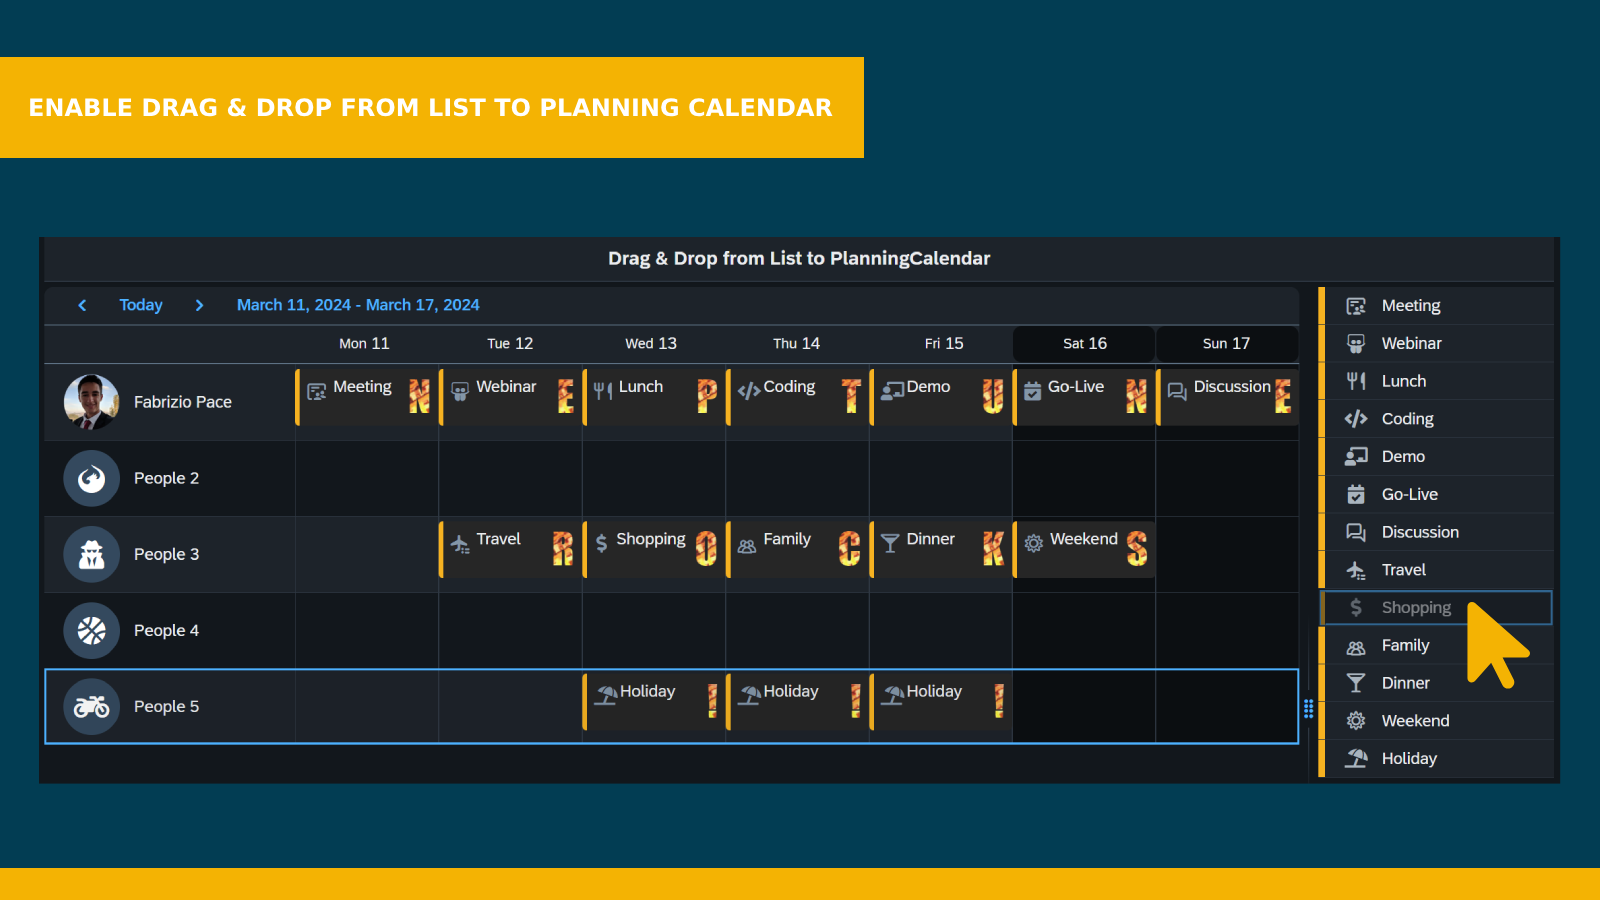 ENABLE DRAG & DROP FROM LIST TO PLANNING CALENDAR
Drag & Drop from List to PlanningCalendar
Today March 11, 2024 - March 17, 2024
Mon 11 Tue 12 Wed 13 Thu 14 Fri 15 Sat 16 Sun 17
Fabrizio Pace Meeting N Webinar E Lunch P Coding T Demo U Go-Live N Discussion E
People 2
People 3 Travel R Shopping O Family C Dinner K Weekend S
People 4
People 5 Holiday ! Holiday ! Holiday !
Meeting
Webinar
Lunch
Coding
Demo
Go-Live
Discussion
Travel
Shopping
Family
Dinner
Weekend
Holiday